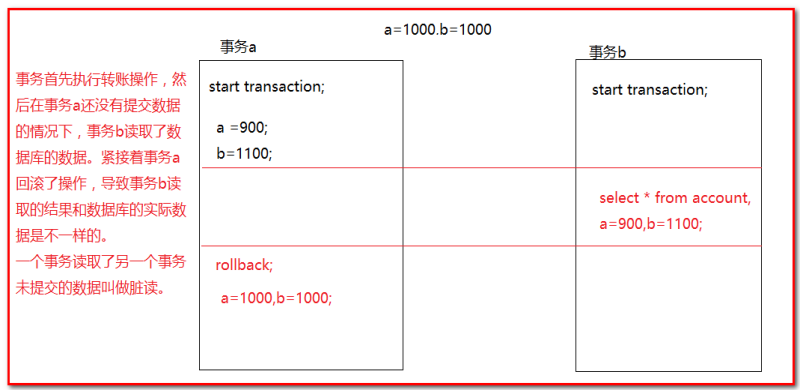 a=1000.b=1000
事务a
事务b
事务首先执行转账操作，然
后在事务a还没有提交数据
的情况下，事务b读取了数
据库的数据。紧接着事务a
回滚了操作，导致事务b读
取的结果和数据库的实际数
据是不一样的。
一个事务读取了另一个事务
未提交的数据叫做脏读。
start transaction;
a =900;
b=1100;
rollback;
a=1000,b=1000;
start transaction;
select * from account,
a=900,b=1100;